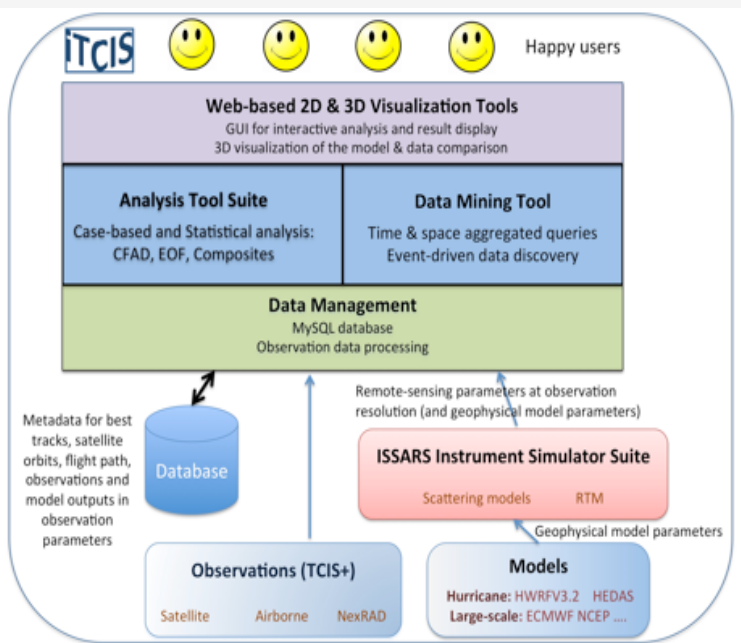 iTCIS
Happy users
Web-based 2D & 3D Visualization Tools
GUI for interactive analysis and result display
3D visualization of the model & data comparison
Analysis Tool Suite
Case-based and Statistical analysis:
CFAD, EOF, Composites
Data Mining Tool
Time & space aggregated queries
Event-driven data discovery
Data Management
MySQL database
Observation data processing
Metadata for best
tracks, satellite
orbits, flight path,
observations and
model outputs in
observation
parameters
Database
Remote-sensing parameters at observation
resolution (and geophysical model parameters)
ISSARS Instrument Simulator Suite
Scattering models RTM
Geophysical model parameters
Observations (TCIS+)
Satellite Airborne NexRAD
Models
Hurricane: HWRFV3.2 HEDAS
Large-scale: ECMWF NCEP ....